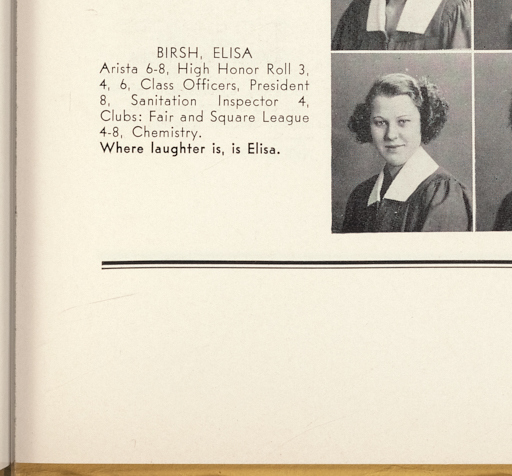 BIRSH, ELISA
Arista 6-8, High Honor Roll 3,
4, 6, Class Officers, President
8, Sanitation Inspector 4,
Clubs: Fair and Square League
4-8, Chemistry.
Where laughter is, is Elisa.